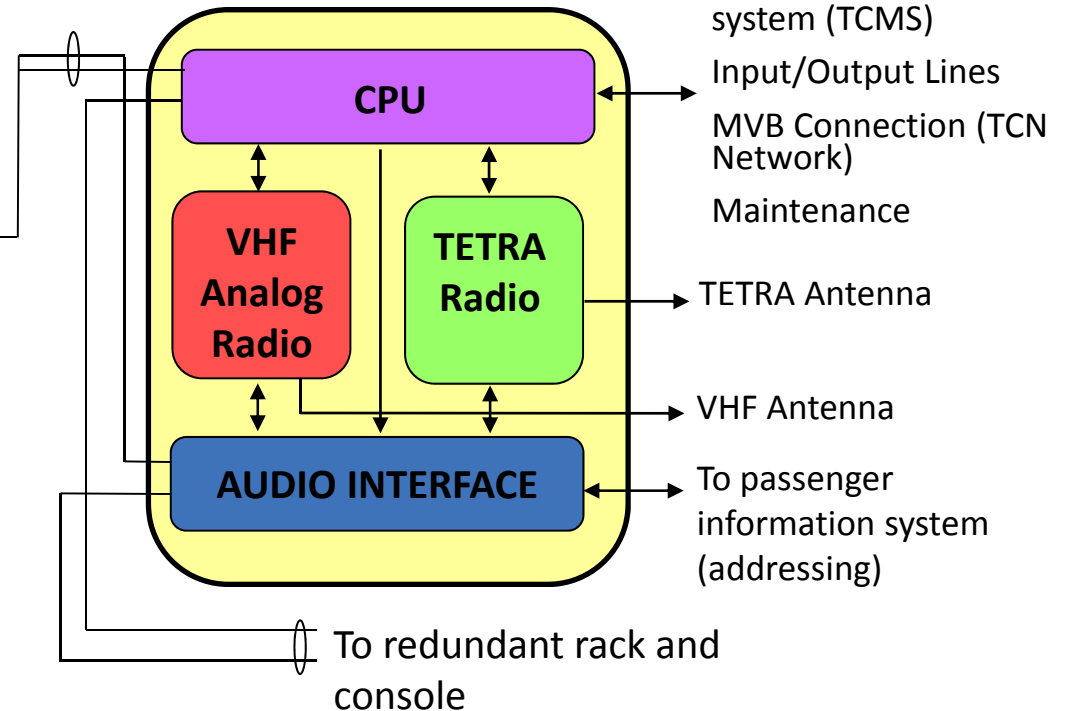 system (TCMS)
Input/Output Lines
MVB Connection (TCN
Network)
Maintenance
CPU
VHF
Analog
Radio
TETRA
Radio
TETRA Antenna
VHF Antenna
AUDIO INTERFACE
To passenger
information system
(addressing)
To redundant rack and
console